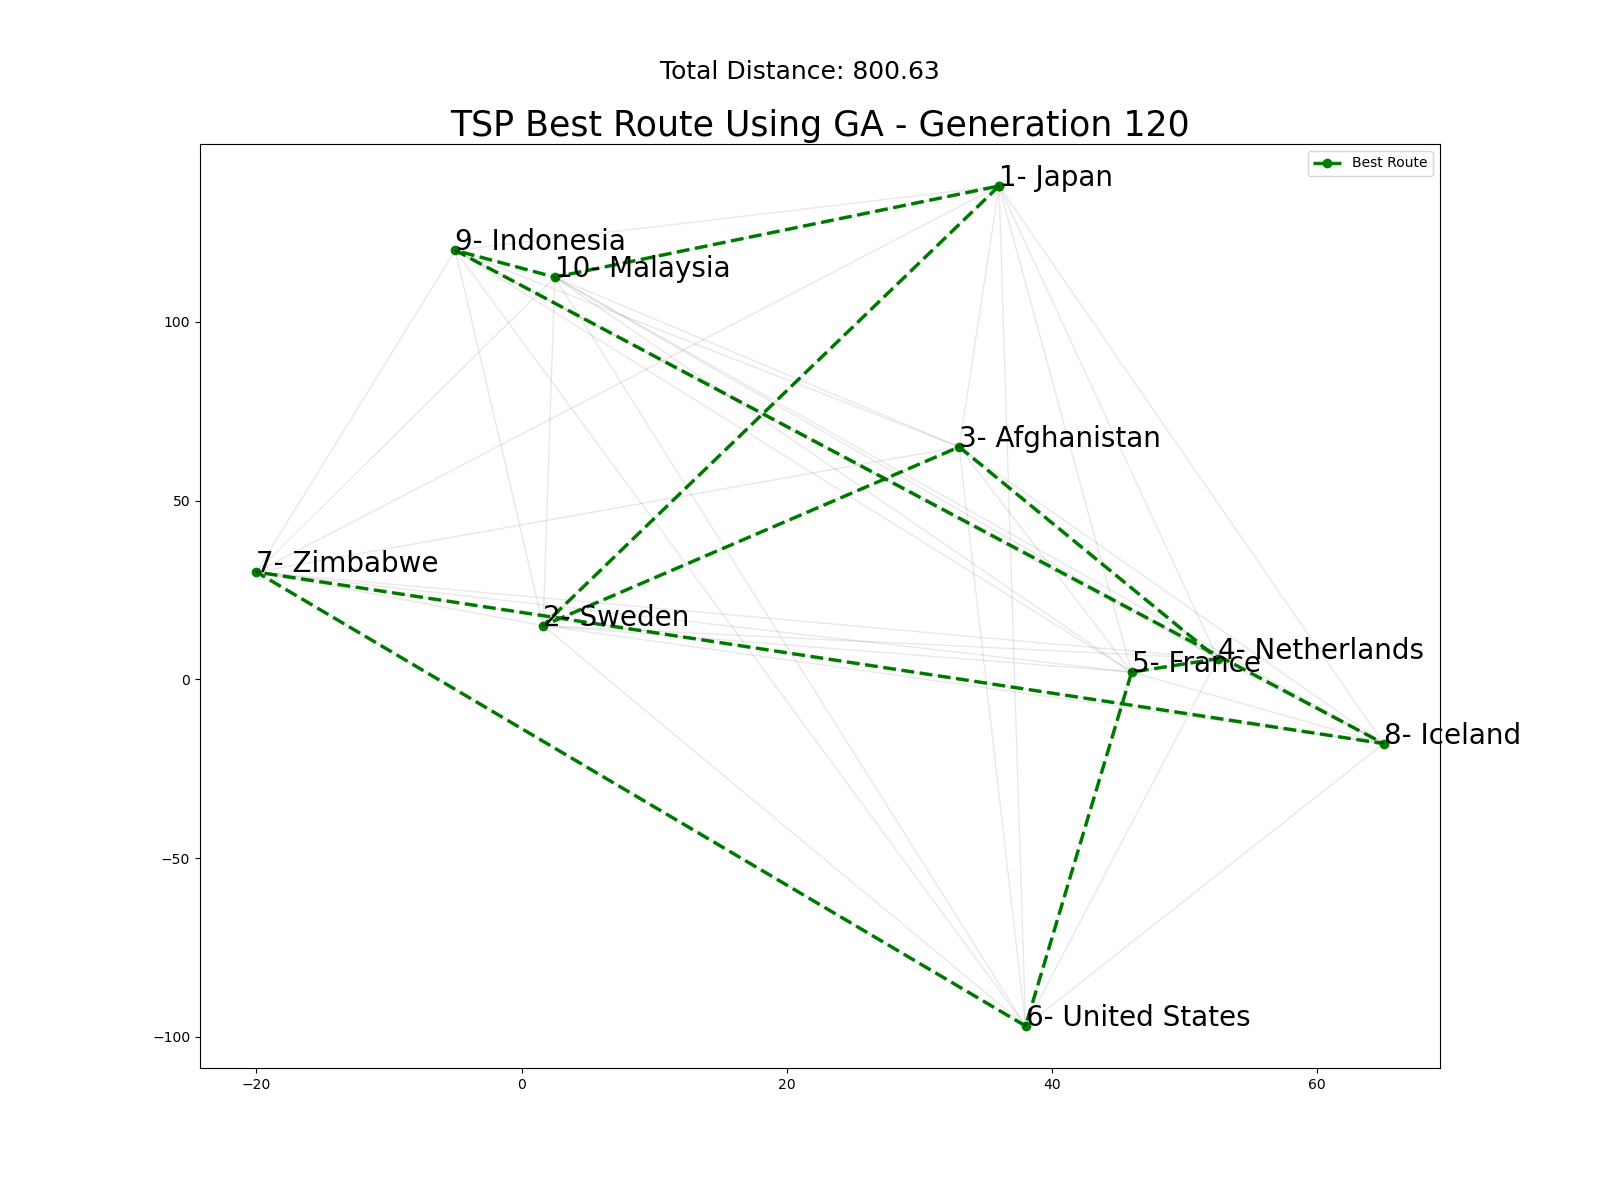 Total Distance: 800.63
TSP Best Route Using GA - Generation 120
Best Route
1- Japan
9- Indonesia
10- Malaysia
100
3- Afghanistan
50
7- Zimbabwe
2- Sweden
4- Netherlands
5- France
0
8- Iceland
−50
6- United States
−100
−20 0 20 40 60